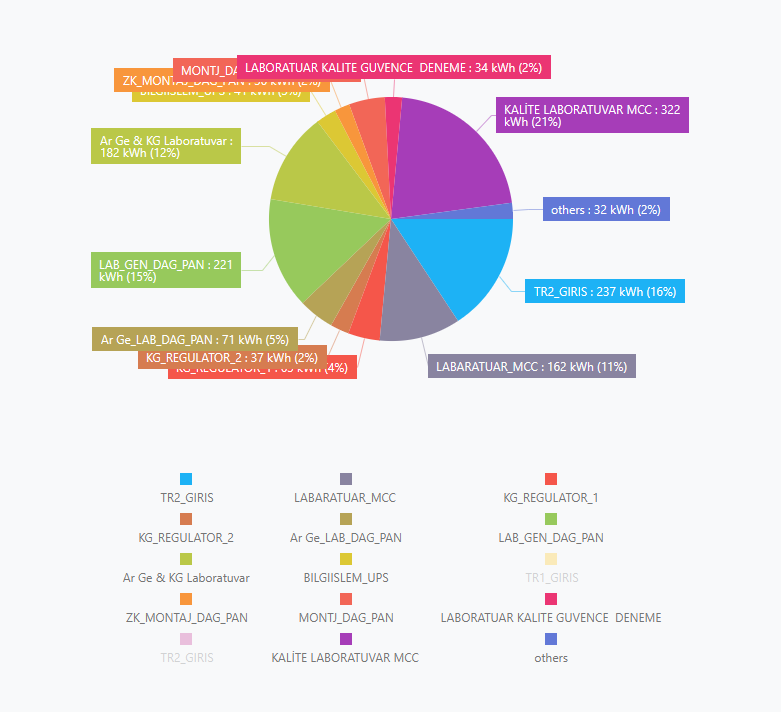 LABORATUAR KALITE GUVENCE  DENEME : 34 kWh (2%)
MONTJ_DA
ZK_MONTAJ_DAG_PAN : 30 kWh (2%)
BILGIISLEM_UPS : 41 kWh (3%)
KALİTE LABORATUVAR MCC : 322
kWh (21%)
Ar Ge & KG Laboratuvar :
182 kWh (12%)
others : 32 kWh (2%)
LAB_GEN_DAG_PAN : 221
kWh (15%)
TR2_GIRIS : 237 kWh (16%)
Ar Ge_LAB_DAG_PAN : 71 kWh (5%)
KG_REGULATOR_2 : 37 kWh (2%)
KG_REGULATOR_1 : kWh (4%)
LABARATUAR_MCC : 162 kWh (11%)
TR2_GIRIS
LABARATUAR_MCC
KG_REGULATOR_1
KG_REGULATOR_2
Ar Ge_LAB_DAG_PAN
LAB_GEN_DAG_PAN
Ar Ge & KG Laboratuvar
BILGIISLEM_UPS
TR1_GIRIS
ZK_MONTAJ_DAG_PAN
MONTJ_DAG_PAN
LABORATUAR KALITE GUVENCE  DENEME
TR2_GIRIS
KALİTE LABORATUVAR MCC
others